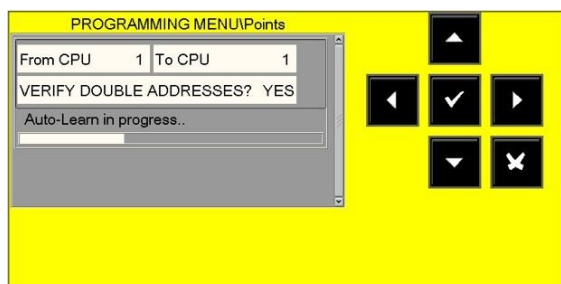 PROGRAMMING MENU\Points
From CPU 1 To CPU 1
VERIFY DOUBLE ADDRESSES? YES
Auto-Learn in progress..